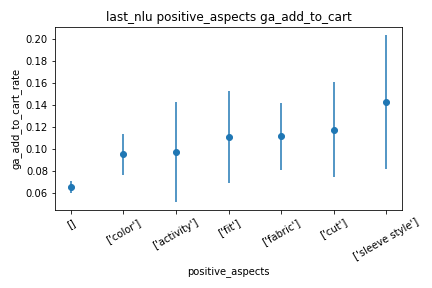 last_nlu positive_aspects ga_add_to_cart
ga_add_to_cart_rate
0.20
0.18
0.16
0.14
0.12
0.10
0.08
0.06
[]
['color']
['activity']
['fit']
['fabric']
['cut']
['sleeve style']
positive_aspects